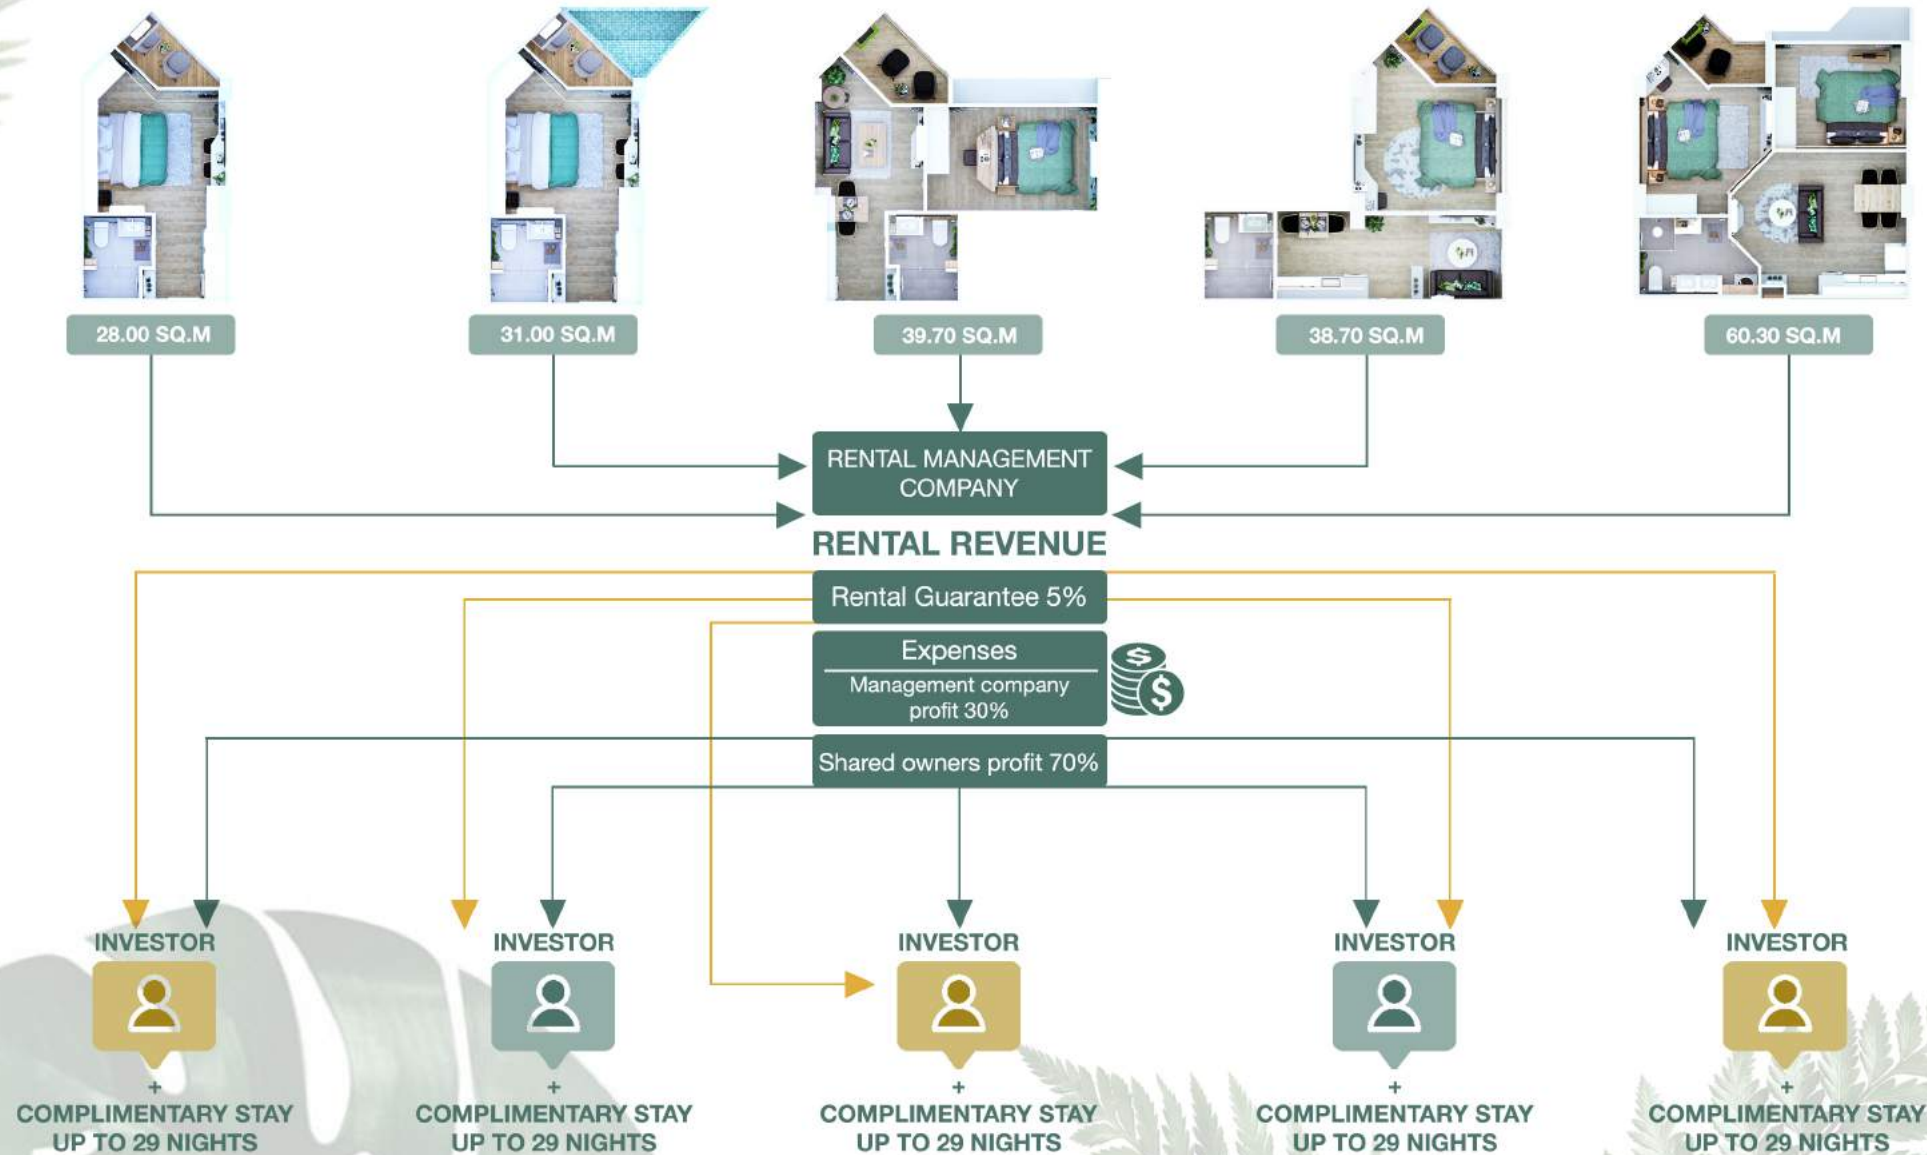 28.00 SQ.M
31.00 SQ.M
39.70 SQ.M
38.70 SQ.M
60.30 SQ.M
RENTAL MANAGEMENT
COMPANY
RENTAL REVENUE
Rental Guarantee 5%
Expenses
Management company
profit 30%
Shared owners profit 70%
INVESTOR
+
COMPLIMENTARY STAY
UP TO 29 NIGHTS
INVESTOR
+
COMPLIMENTARY STAY
UP TO 29 NIGHTS
INVESTOR
+
COMPLIMENTARY STAY
UP TO 29 NIGHTS
INVESTOR
+
COMPLIMENTARY STAY
UP TO 29 NIGHTS
INVESTOR
+
COMPLIMENTARY STAY
UP TO 29 NIGHTS